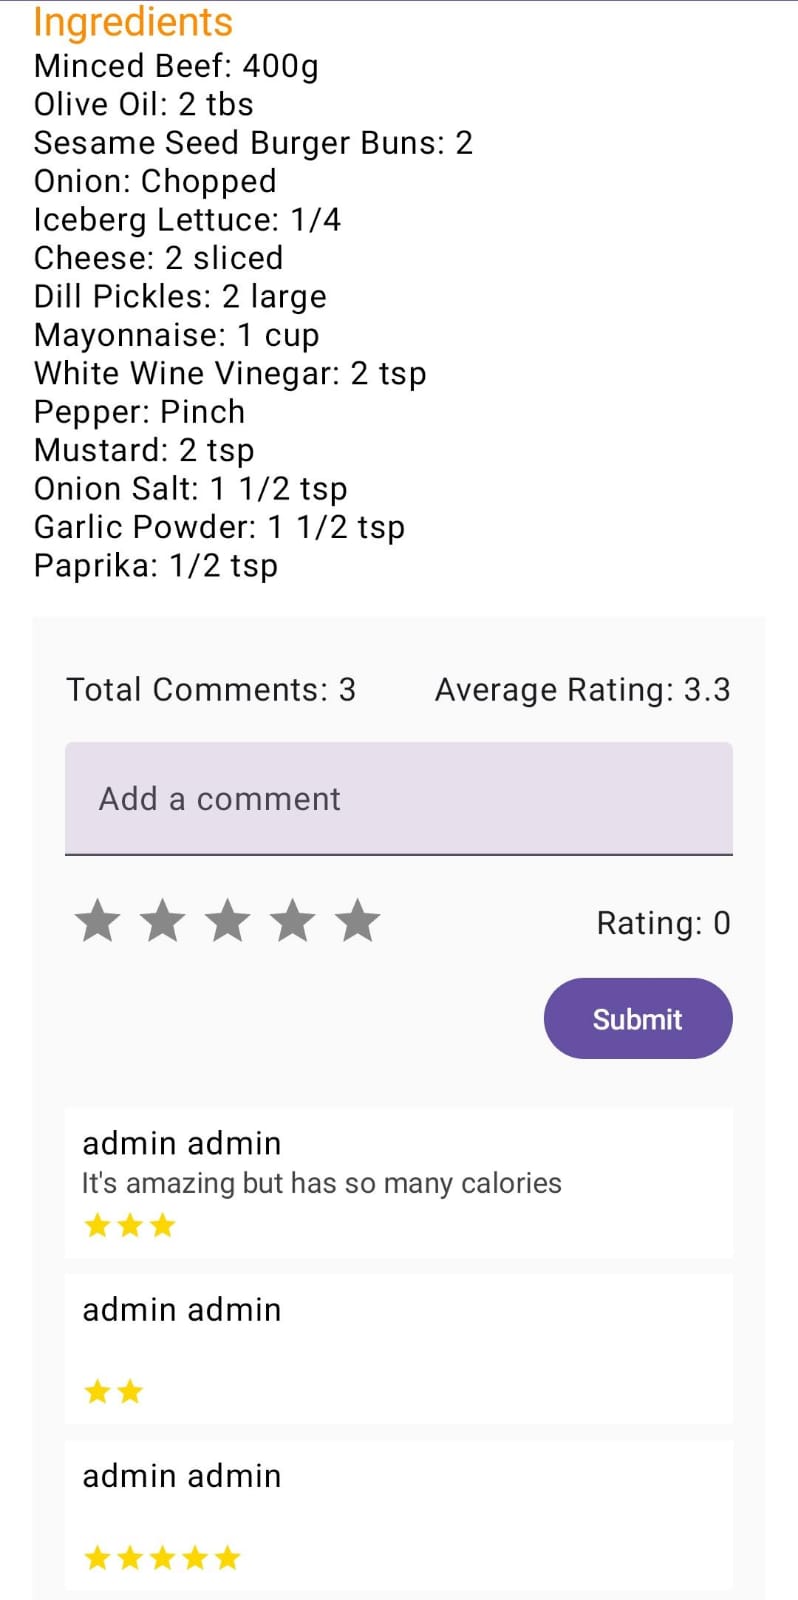 Ingredients
Minced Beef: 400g
Olive Oil: 2 tbs
Sesame Seed Burger Buns: 2
Onion: Chopped
Iceberg Lettuce: 1/4
Cheese: 2 sliced
Dill Pickles: 2 large
Mayonnaise: 1 cup
White Wine Vinegar: 2 tsp
Pepper: Pinch
Mustard: 2 tsp
Onion Salt: 1 1/2 tsp
Garlic Powder: 1 1/2 tsp
Paprika: 1/2 tsp
Total Comments: 3 Average Rating: 3.3
Add a comment
Rating: 0
Submit
admin admin
It's amazing but has so many calories
admin admin
admin admin